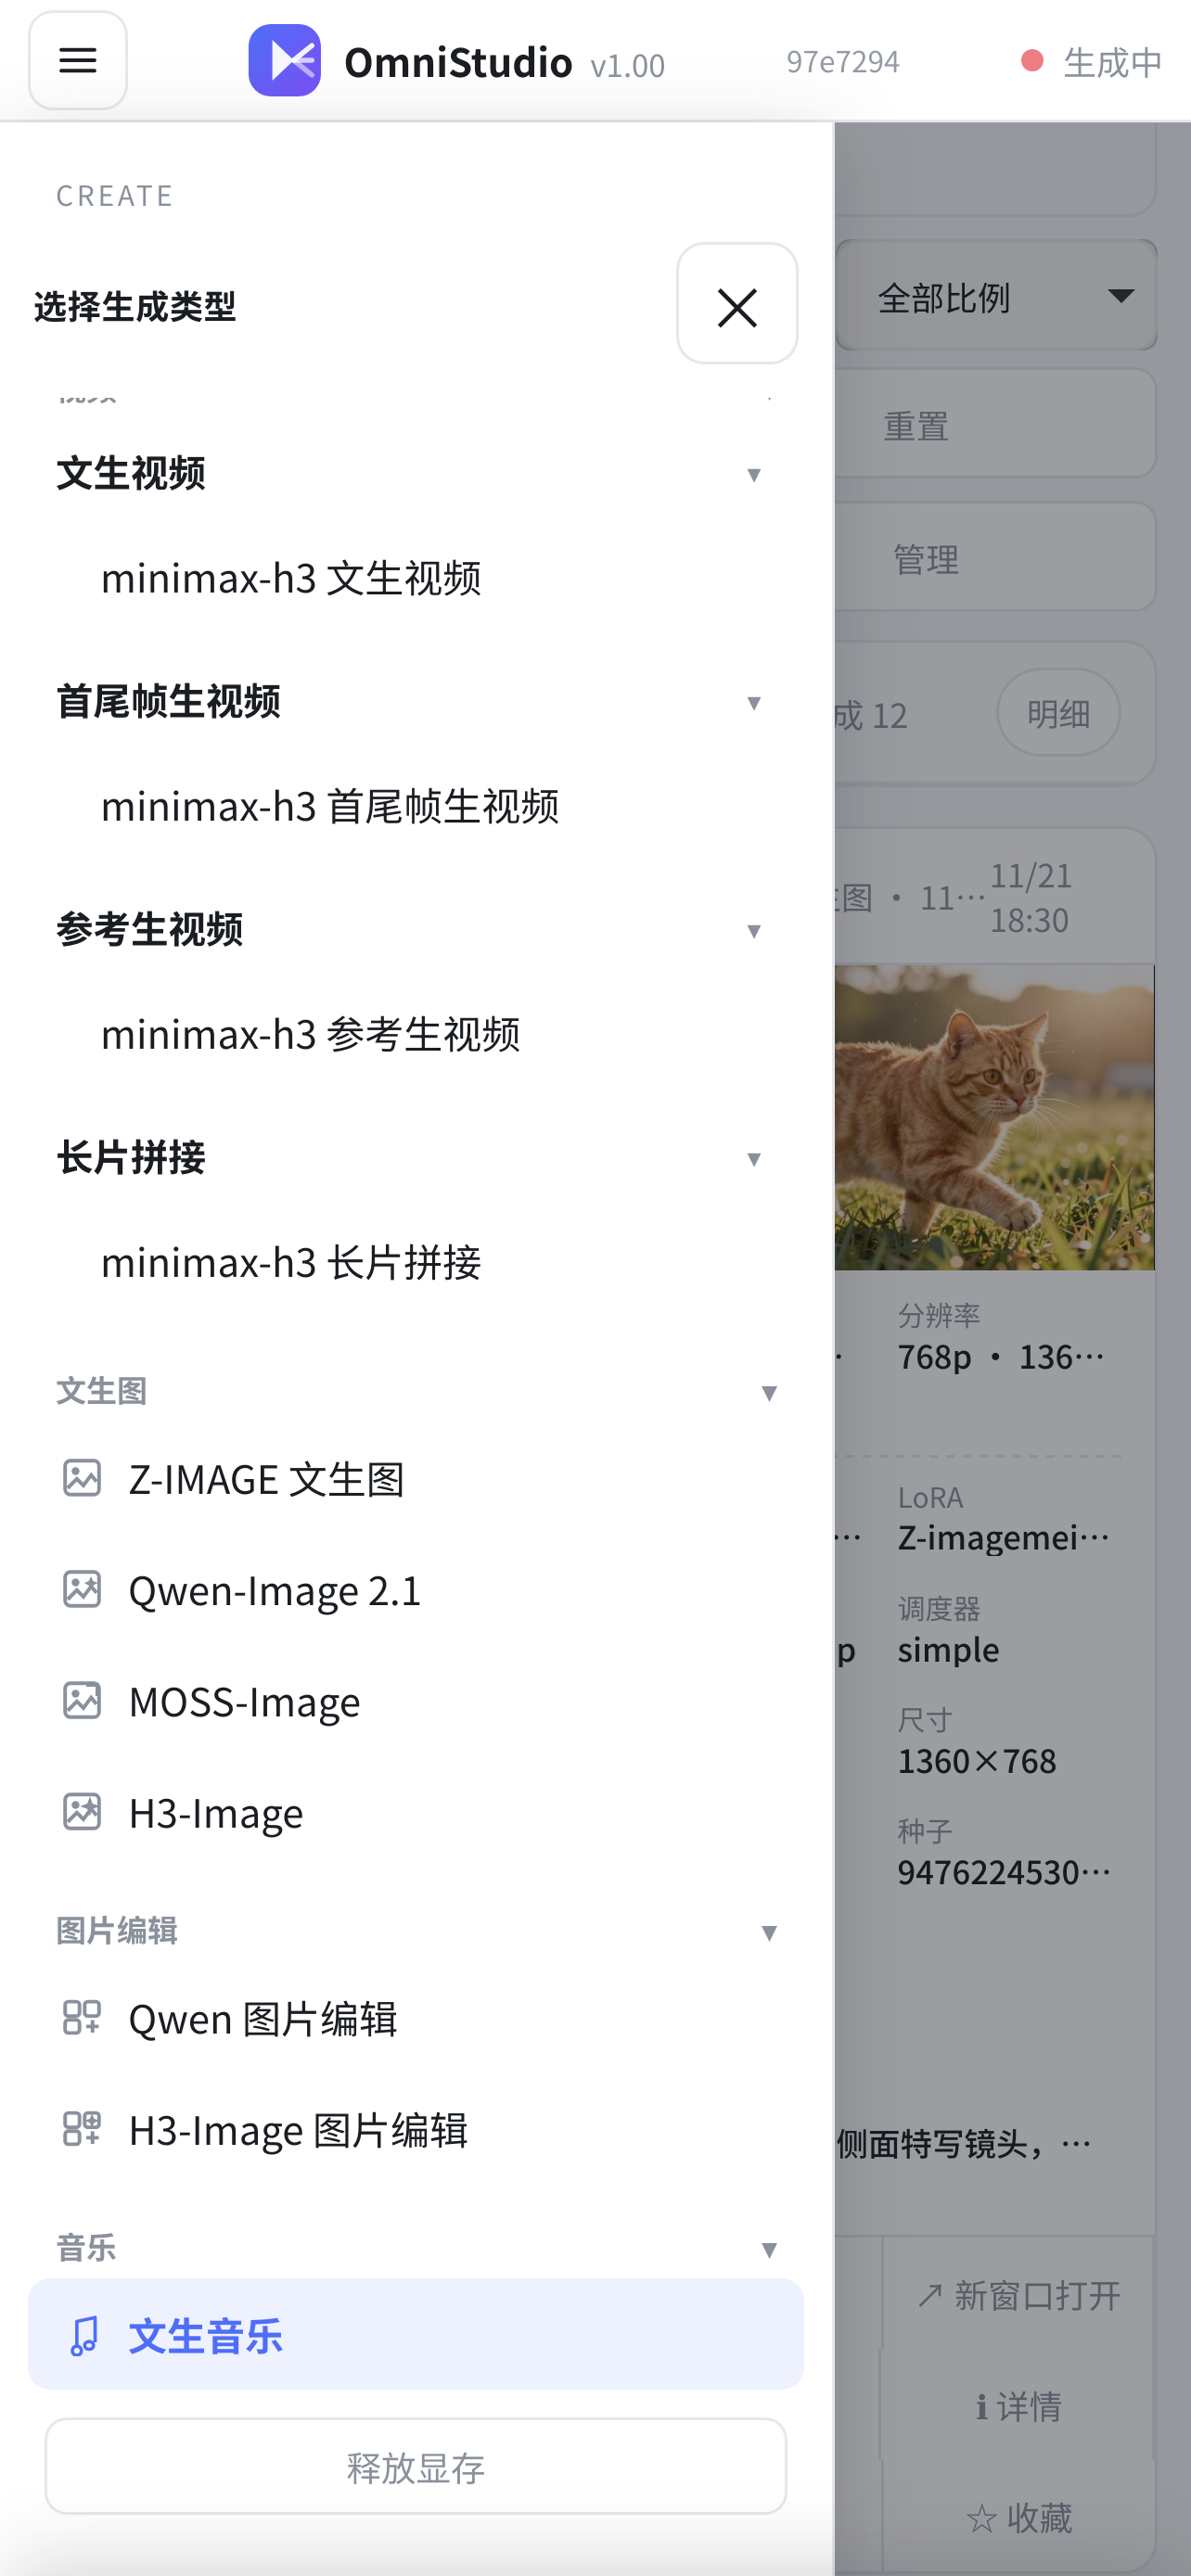 OmniStudio v1.00
97e7294
生成中
CREATE
选择生成类型
文生视频
minimax-h3 文生视频
首尾帧生视频
minimax-h3 首尾帧生视频
参考生视频
minimax-h3 参考生视频
长片拼接
minimax-h3 长片拼接
文生图
Z-IMAGE 文生图
Qwen-Image 2.1
MOSS-Image
H3-Image
图片编辑
Qwen 图片编辑
H3-Image 图片编辑
音乐
文生音乐
释放显存
全部比例
重置
管理
成 12
明细
图 • 11…
11/21
18:30
分辨率
768p • 136…
LoRA
Z-imagemei…
调度器
p
simple
尺寸
1360×768
种子
9476224530…
侧面特写镜头，…
↗ 新窗口打开
ℹ 详情
☆ 收藏